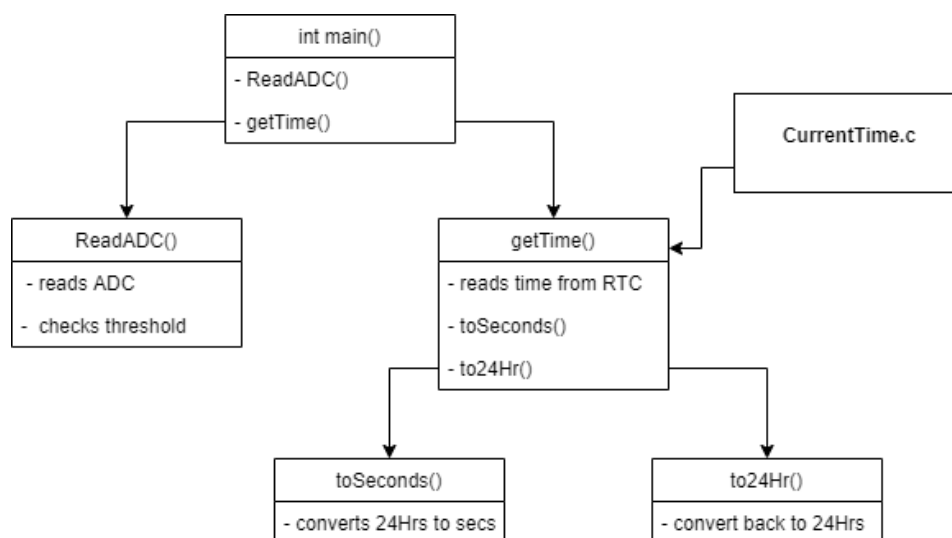 int main()
- ReadADC()
- getTime()
CurrentTime.c
ReadADC()
- reads ADC
- checks threshold
getTime()
- reads time from RTC
- toSeconds()
- to24Hr()
toSeconds()
- converts 24Hrs to secs
to24Hr()
- convert back to 24Hrs